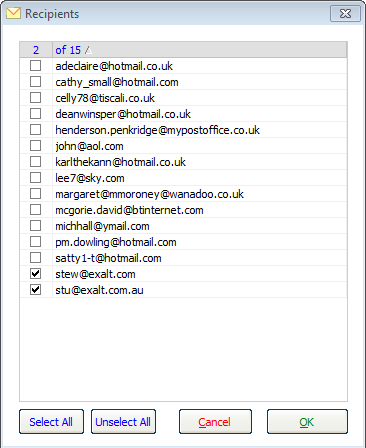 Recipients
2 of 15
adeclaire@hotmail.co.uk
cathy_small@hotmail.com
celly78@tiscali.co.uk
deanwinsper@hotmail.co.uk
henderson.penkridge@mypostoffice.co.uk
john@aol.com
karlthekann@hotmail.co.uk
lee7@sky.com
margaret@mmoroney@wanadoo.co.uk
mcgorie.david@btinternet.com
michhall@ymail.com
pm.dowling@hotmail.com
satty1-t@hotmail.com
stew@exalt.com
stu@exalt.com.au
Select All Unselect All Cancel OK